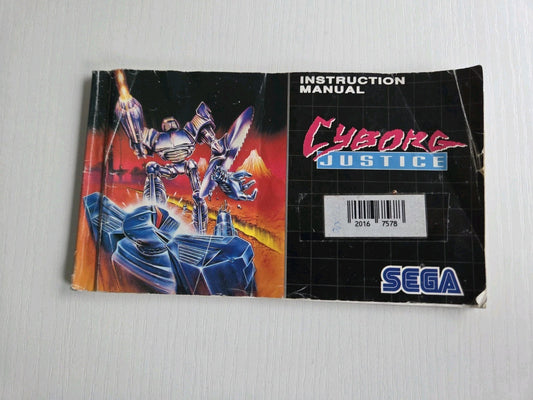 INSTRUCTION
MANUAL
CYBORG
JUSTICE
2016 7578
SEGA